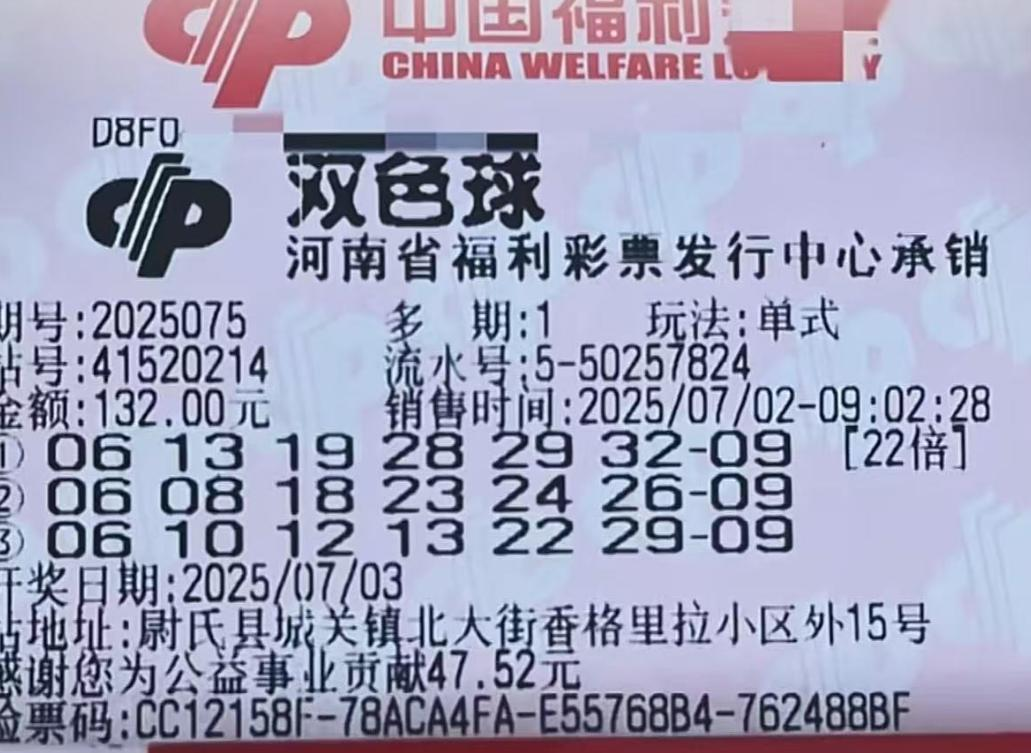 中国福利
CHINA WELFARE L Y
D8F0
双色球
河南省福利彩票发行中心承销
期号:2025075 多 期:1 玩法:单式
站号:41520214 流水号:5-50257824
金额:132.00元 销售时间:2025/07/02-09:02:28
① 06 13 19 28 29 32-09 [22倍]
② 06 08 18 23 24 26-09
③ 06 10 12 13 22 29-09
开奖日期:2025/07/03
站地址:尉氏县城关镇北大街香格里拉小区外15号
感谢您为公益事业贡献47.52元
验票码:CC12158F-78ACA4FA-E55768B4-762488BF